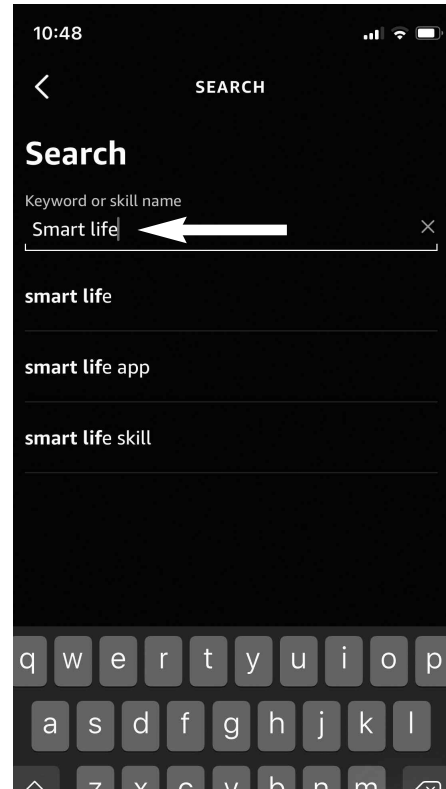 10:48
SEARCH
Search
Keyword or skill name
Smart life
smart life
smart life app
smart life skill
q w e r t y u i o p
a s d f g h j k l
z x c v b n m